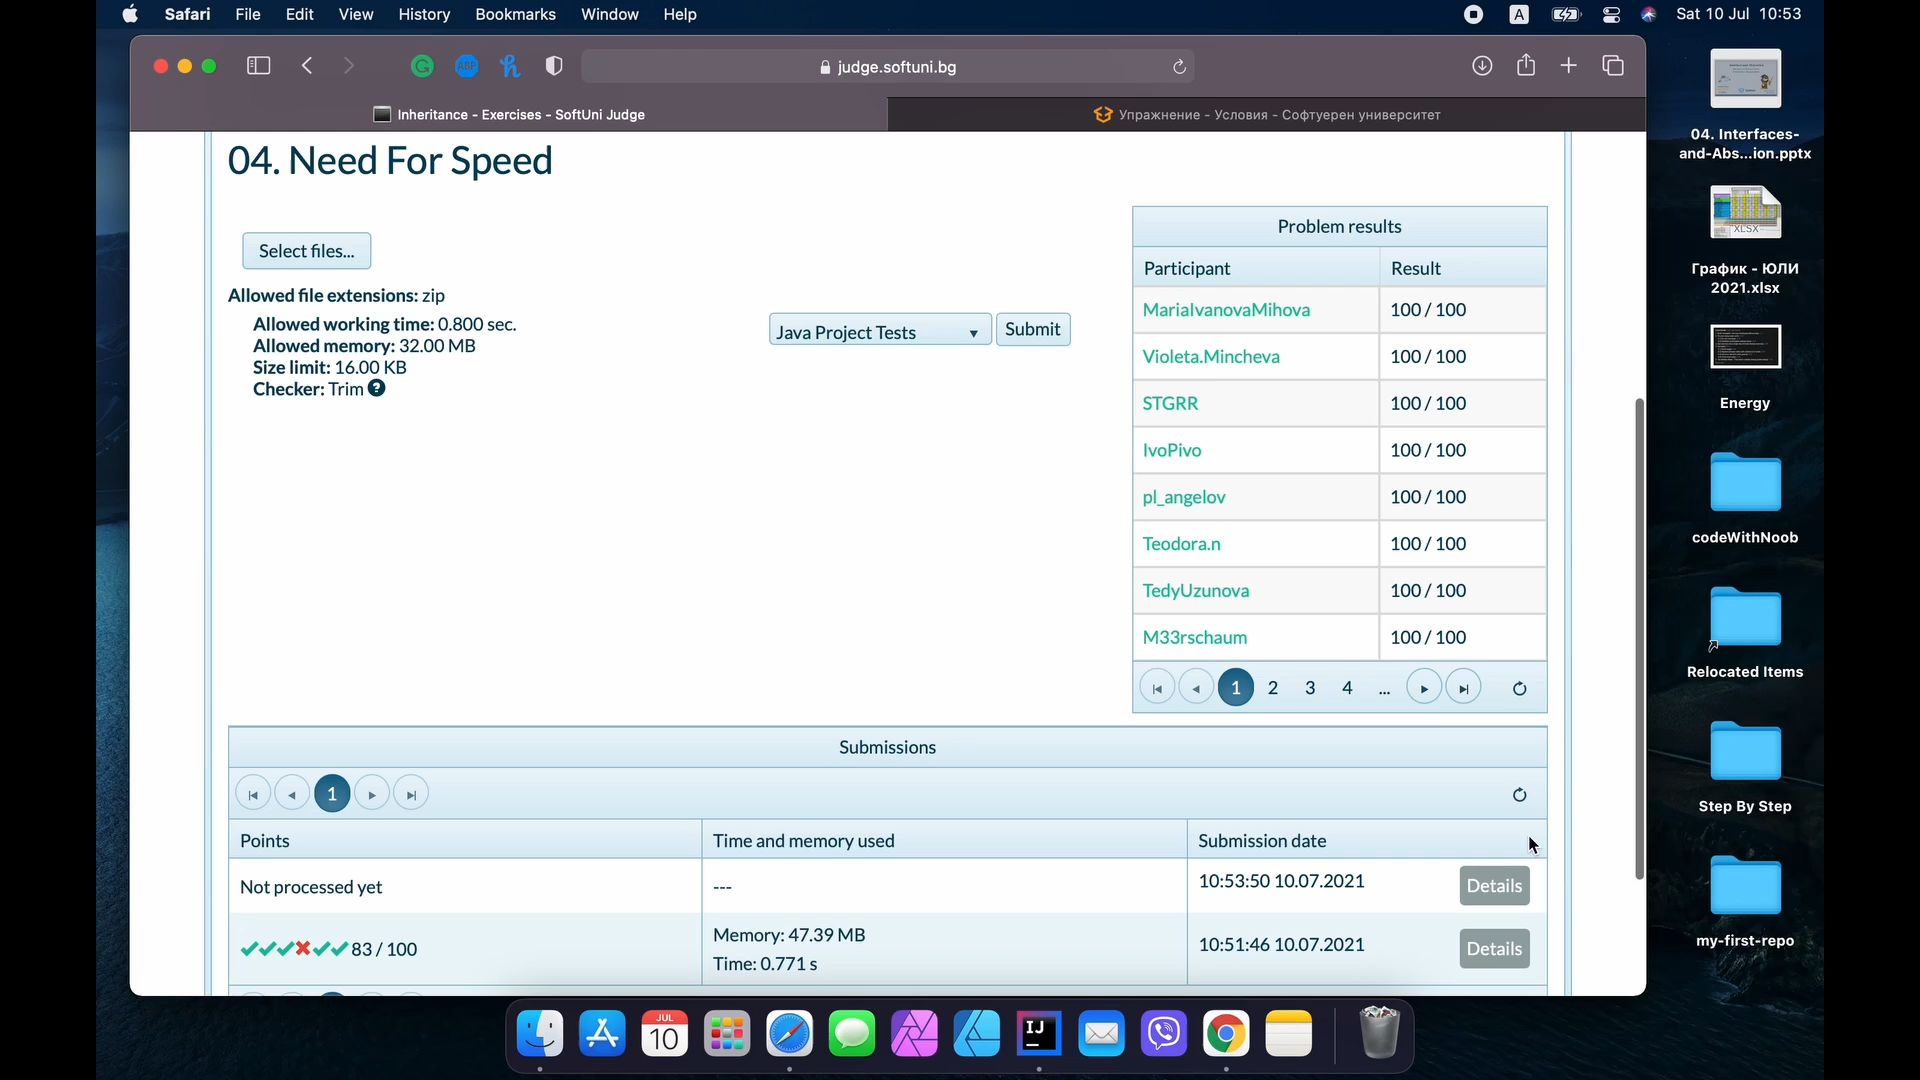 Safari File Edit View History Bookmarks Window Help A Sat 10 Jul 10:53
G ABP judge.softuni.bg
Inheritance - Exercises - SoftUni Judge Упражнение - Условия - Софтуерен университет
04. Need For Speed
Select files...
Allowed file extensions: zip
Allowed working time: 0.800 sec.
Allowed memory: 32.00 MB
Size limit: 16.00 KB
Checker: Trim ?
Java Project Tests Submit
Problem results
Participant Result
MariaIvanovaMihova 100 / 100
Violeta.Mincheva 100 / 100
STGRR 100 / 100
IvoPivo 100 / 100
pl_angelov 100 / 100
Teodora.n 100 / 100
TedyUzunova 100 / 100
M33rschaum 100 / 100
1 2 3 4 ...
Submissions
1
Points Time and memory used Submission date
Not processed yet --- 10:53:50 10.07.2021 Details
83 / 100 Memory: 47.39 MB
Time: 0.771 s 10:51:46 10.07.2021 Details
04. Interfaces-
and-Abs...ion.pptx
XLSX
График - ЮЛИ
2021.xlsx
Energy
codeWithNoob
Relocated Items
Step By Step
my-first-repo
JUL
10
IJ